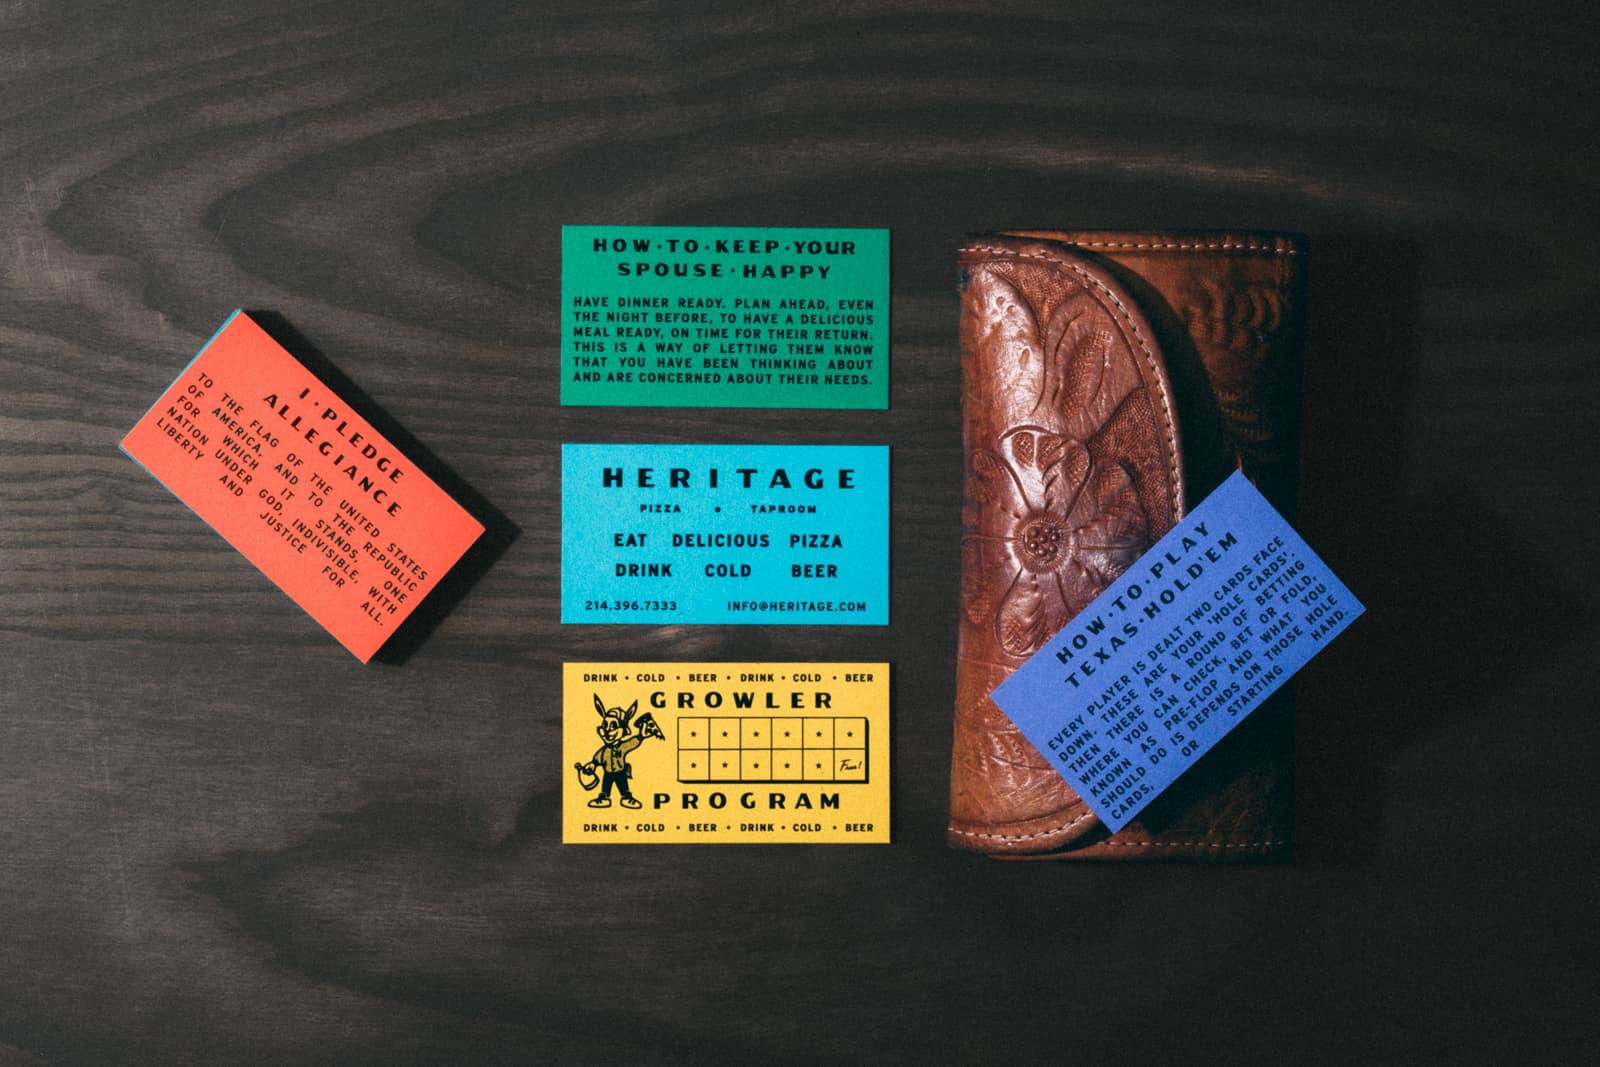 I·PLEDGE
ALLEGIANCE
TO THE FLAG OF THE UNITED STATES
OF AMERICA, AND TO THE REPUBLIC
FOR WHICH IT STANDS, ONE
NATION UNDER GOD, INDIVISIBLE, WITH
LIBERTY AND JUSTICE FOR ALL.
HOW·TO·KEEP·YOUR
SPOUSE·HAPPY
HAVE DINNER READY. PLAN AHEAD, EVEN
THE NIGHT BEFORE, TO HAVE A DELICIOUS
MEAL READY, ON TIME FOR THEIR RETURN.
THIS IS A WAY OF LETTING THEM KNOW
THAT YOU HAVE BEEN THINKING ABOUT
AND ARE CONCERNED ABOUT THEIR NEEDS.
HERITAGE
PIZZA • TAPROOM
EAT DELICIOUS PIZZA
DRINK COLD BEER
214.396.7333 INFO@HERITAGE.COM
DRINK • COLD • BEER • DRINK • COLD • BEER
GROWLER
Free!
PROGRAM
DRINK • COLD • BEER • DRINK • COLD • BEER
HOW·TO·PLAY
TEXAS·HOLD'EM
EVERY PLAYER IS DEALT TWO CARDS FACE
DOWN. THESE ARE YOUR 'HOLE CARDS'.
THEN THERE IS A ROUND OF BETTING
WHERE YOU CAN CHECK, BET OR FOLD,
KNOWN AS PRE-FLOP AND WHAT YOU
SHOULD DO IS DEPENDS ON THOSE HOLE
CARDS, OR STARTING HAND.